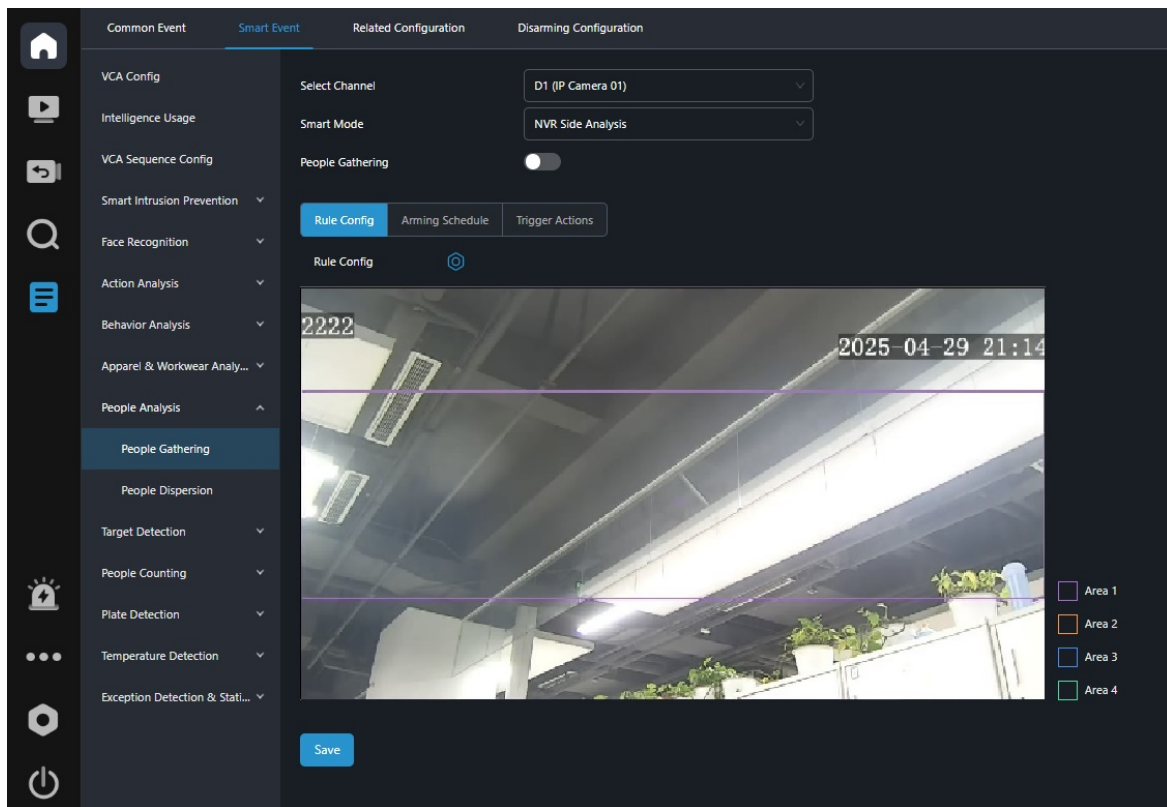 Common Event
Smart Event
Related Configuration
Disarming Configuration
VCA Config
Intelligence Usage
VCA Sequence Config
Smart Intrusion Prevention
Face Recognition
Action Analysis
Behavior Analysis
Apparel & Workwear Analy...
People Analysis
People Gathering
People Dispersion
Target Detection
People Counting
Plate Detection
Temperature Detection
Exception Detection & Stati...
Select Channel
D1 (IP Camera 01)
Smart Mode
NVR Side Analysis
People Gathering
Rule Config
Arming Schedule
Trigger Actions
Rule Config
2222
2025-04-29 21:14
Area 1
Area 2
Area 3
Area 4
Save